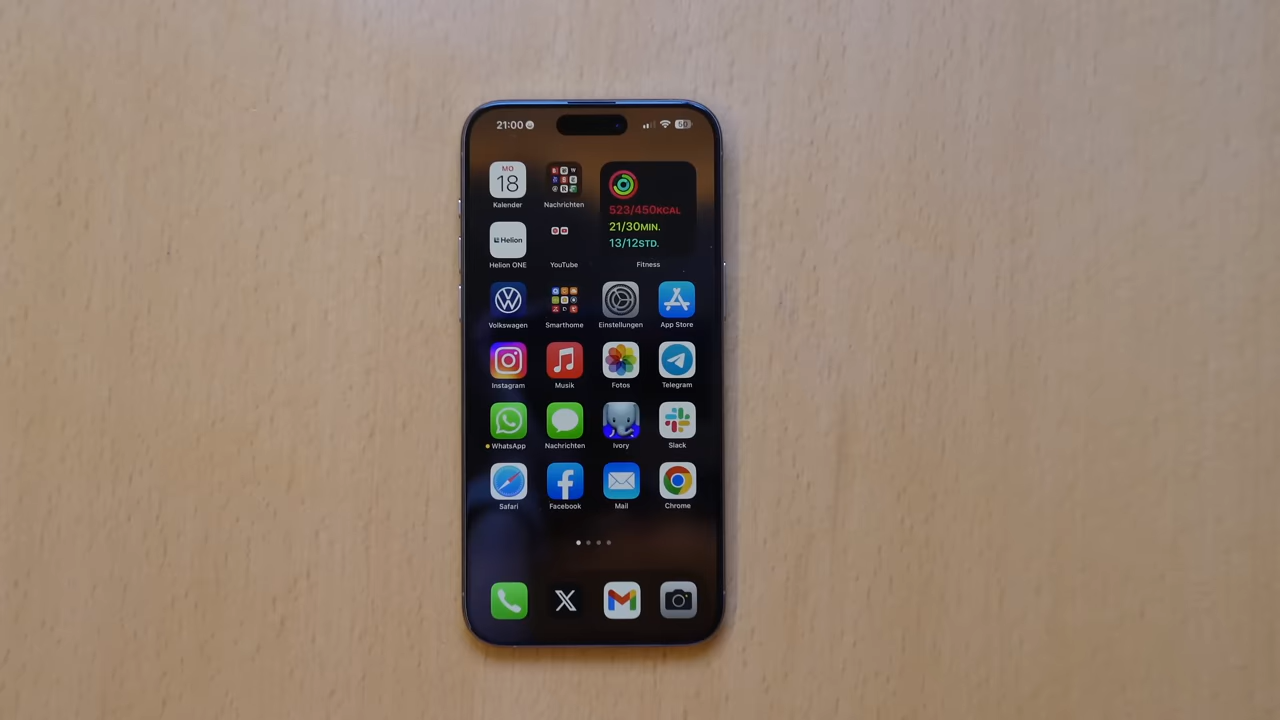 21:00
50
MO
18
Kalender
Nachrichten
523/450KCAL
21/30MIN.
13/12STD.
Helion
Helion ONE
YouTube
Fitness
Volkswagen
Smarthome
Einstellungen
App Store
Instagram
Musik
Fotos
Telegram
WhatsApp
Nachrichten
Ivory
Slack
Safari
Facebook
Mail
Chrome